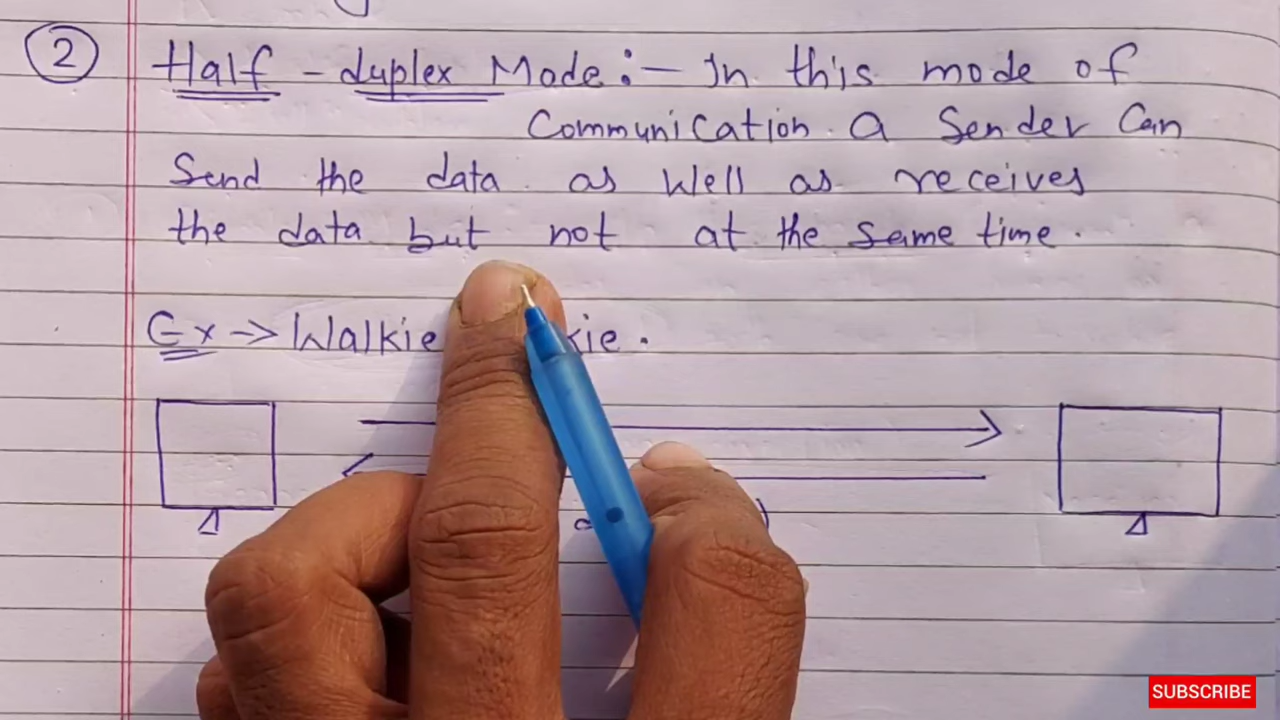 2 Half - duplex Mode :- In this mode of
Communication a Sender Can
Send the data as well as receives
the data but not at the same time.
Ex -> Walkie kie.
SUBSCRIBE